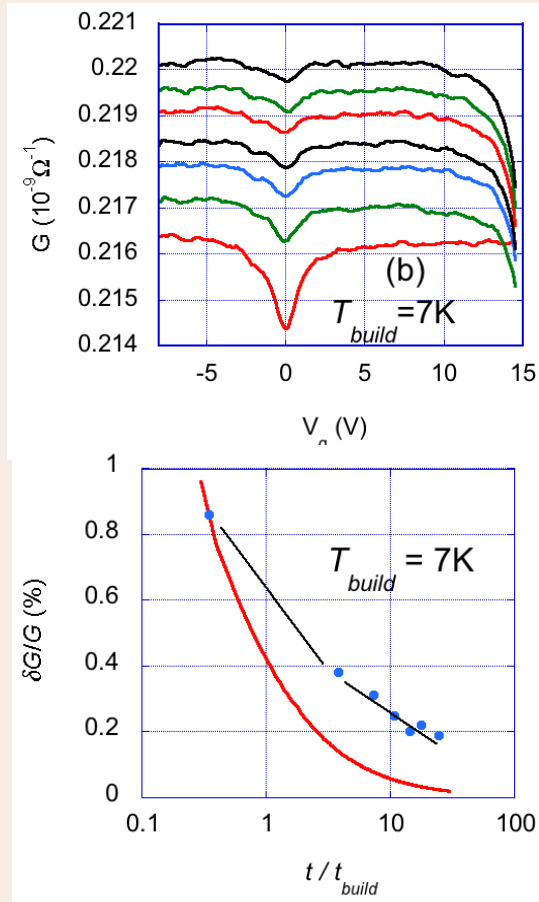 0.221
0.22
0.219
0.218
0.217
0.216
0.215
0.214
G (10⁻⁹Ω⁻¹)
(b)
T_build =7K
-5 0 5 10 15
V (V)
1
0.8
0.6
0.4
0.2
0
δG/G (%)
T_build = 7K
0.1 1 10 100
t / t_build